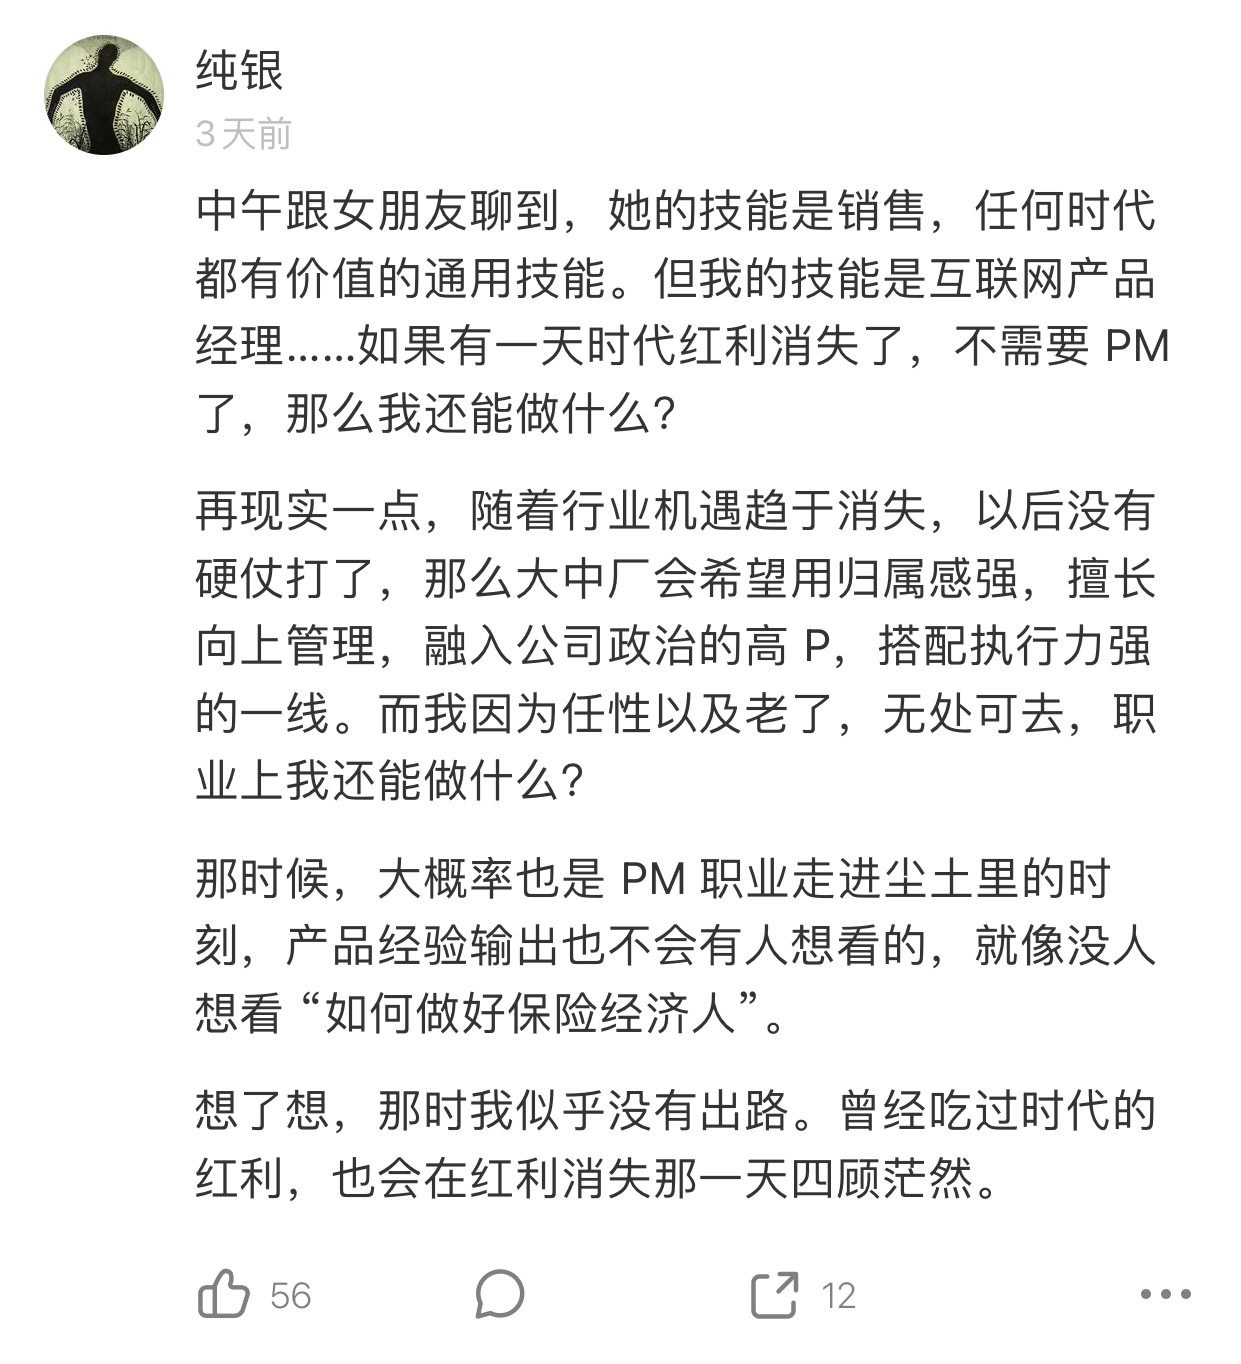 纯银
3 天前
中午跟女朋友聊到，她的技能是销售，任何时代
都有价值的通用技能。但我的技能是互联网产品
经理......如果有一天时代红利消失了，不需要 PM
了，那么我还能做什么?
再现实一点，随着行业机遇趋于消失，以后没有
硬仗打了，那么大中厂会希望用归属感强，擅长
向上管理，融入公司政治的高 P，搭配执行力强
的一线。而我因为任性以及老了，无处可去，职
业上我还能做什么?
那时候，大概率也是 PM 职业走进尘土里的时
刻，产品经验输出也不会有人想看的，就像没人
想看 “如何做好保险经济人”。
想了想，那时我似乎没有出路。曾经吃过时代的
红利，也会在红利消失那一天四顾茫然。
56
12